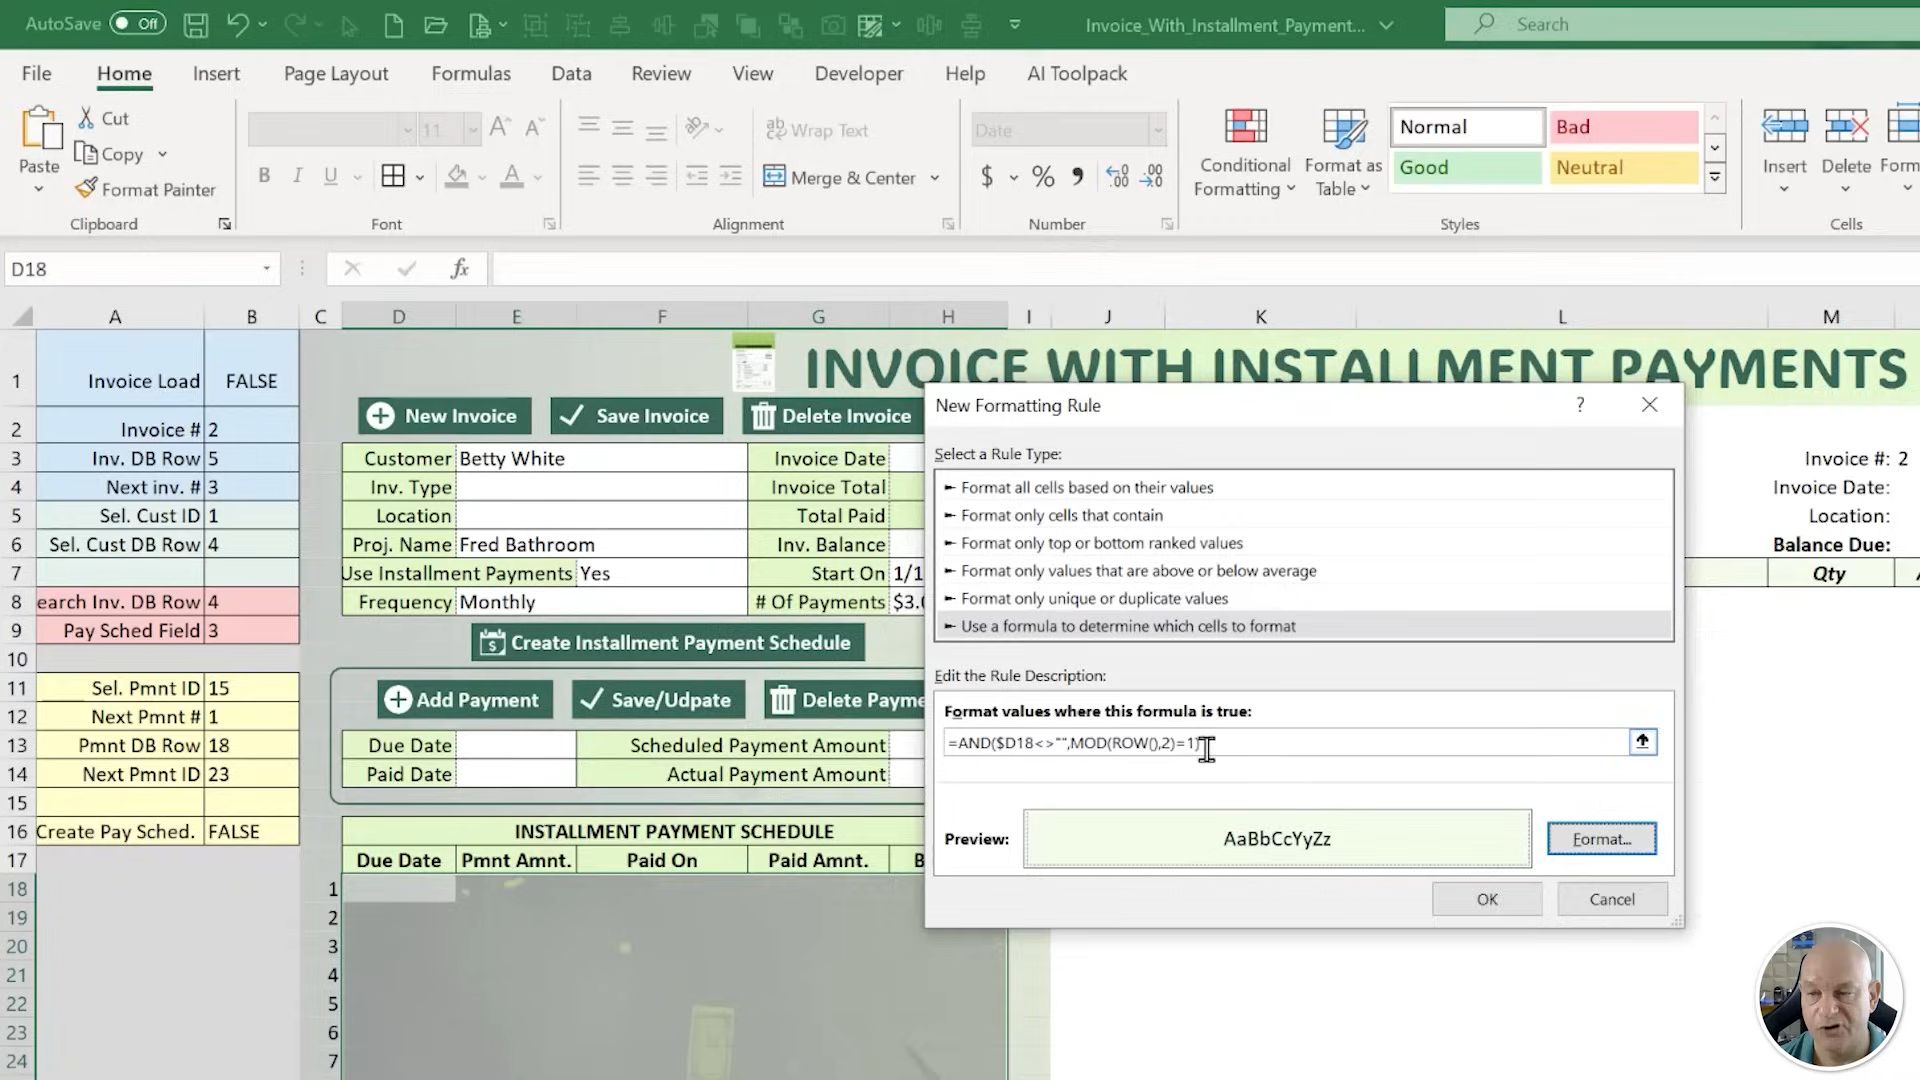 AutoSave Off
Invoice_With_Installment_Payment...
Search
File Home Insert Page Layout Formulas Data Review View Developer Help AI Toolpack
Paste
Cut
Copy
Format Painter
Clipboard
11
B I U
Font
Wrap Text
Merge & Center
Alignment
Date
$ % 9
Number
Conditional Formatting
Format as Table
Normal Bad
Good Neutral
Styles
Insert Delete Form
Cells
D18
fx
A B C D E F G H I J K L M
1 Invoice Load FALSE
INVOICE WITH INSTALLMENT PAYMENTS
New Invoice Save Invoice Delete Invoice
2 Invoice # 2
3 Inv. DB Row 5 Customer Betty White Invoice Date Invoice #: 2
4 Next inv. # 3 Inv. Type Invoice Total Invoice Date:
5 Sel. Cust ID 1 Location Total Paid Location:
6 Sel. Cust DB Row 4 Proj. Name Fred Bathroom Inv. Balance Balance Due:
7 Use Installment Payments Yes Start On 1/1 Qty
8 earch Inv. DB Row 4 Frequency Monthly # Of Payments $3.0
9 Pay Sched Field 3
Create Installment Payment Schedule
10
11 Sel. Pmnt ID 15
Add Payment Save/Udpate Delete Payme
12 Next Pmnt # 1
13 Pmnt DB Row 18 Due Date Scheduled Payment Amount
14 Next Pmnt ID 23 Paid Date Actual Payment Amount
15
16 Create Pay Sched. FALSE INSTALLMENT PAYMENT SCHEDULE
17 Due Date Pmnt Amnt. Paid On Paid Amnt. B
18 1
19 2
20 3
21 4
22 5
23 6
24 7
New Formatting Rule ?
Select a Rule Type:
► Format all cells based on their values
► Format only cells that contain
► Format only top or bottom ranked values
► Format only values that are above or below average
► Format only unique or duplicate values
► Use a formula to determine which cells to format
Edit the Rule Description:
Format values where this formula is true:
=AND($D18<>"",MOD(ROW(),2)=1)
Preview: AaBbCcYyZz Format...
OK Cancel